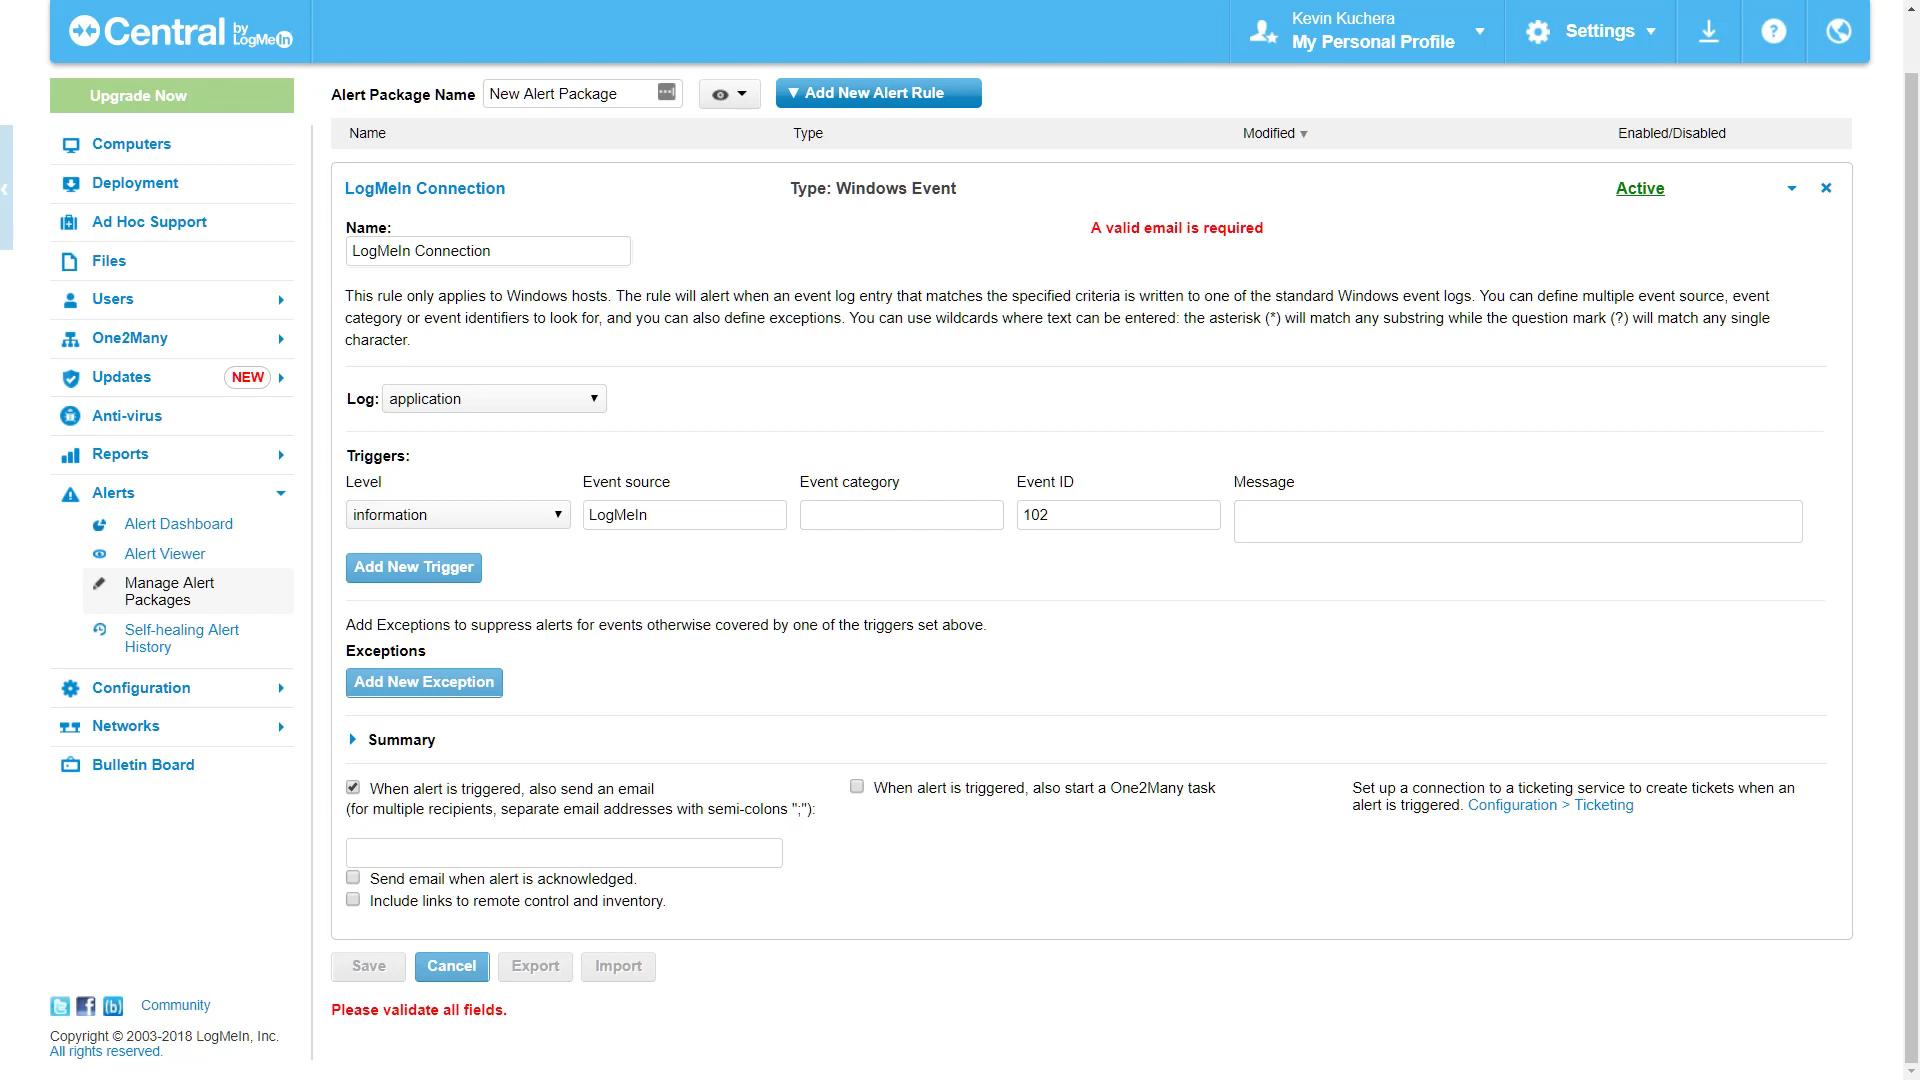 Central by LogMeIn
Kevin Kuchera
My Personal Profile
Settings
?
Upgrade Now
Alert Package Name
New Alert Package
Add New Alert Rule
Name
Type
Modified
Enabled/Disabled
Computers
Deployment
Ad Hoc Support
Files
Users
One2Many
Updates
NEW
Anti-virus
Reports
Alerts
Alert Dashboard
Alert Viewer
Manage Alert
Packages
Self-healing Alert
History
Configuration
Networks
Bulletin Board
LogMeIn Connection
Type: Windows Event
Active
Name:
A valid email is required
LogMeIn Connection
This rule only applies to Windows hosts. The rule will alert when an event log entry that matches the specified criteria is written to one of the standard Windows event logs. You can define multiple event source, event
category or event identifiers to look for, and you can also define exceptions. You can use wildcards where text can be entered: the asterisk (*) will match any substring while the question mark (?) will match any single
character.
Log:
application
Triggers:
Level
Event source
Event category
Event ID
Message
information
LogMeIn
102
Add New Trigger
Add Exceptions to suppress alerts for events otherwise covered by one of the triggers set above.
Exceptions
Add New Exception
Summary
When alert is triggered, also send an email
(for multiple recipients, separate email addresses with semi-colons ";"):
When alert is triggered, also start a One2Many task
Set up a connection to a ticketing service to create tickets when an
alert is triggered. Configuration > Ticketing
Send email when alert is acknowledged.
Include links to remote control and inventory.
Save
Cancel
Export
Import
Please validate all fields.
Community
Copyright © 2003-2018 LogMeIn, Inc.
All rights reserved.